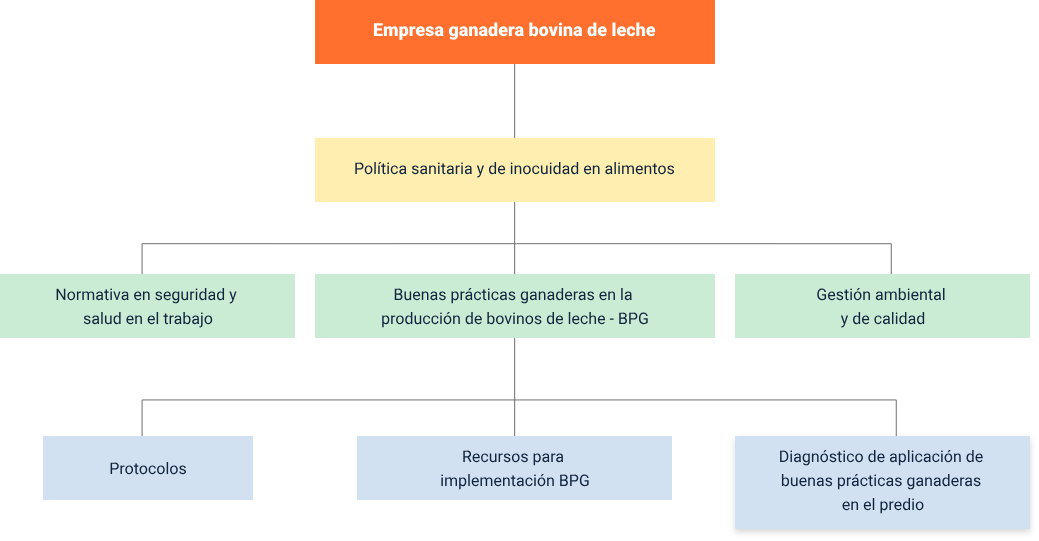 Empresa ganadera bovina de leche
Política sanitaria y de inocuidad en alimentos
Normativa en seguridad y
salud en el trabajo
Buenas prácticas ganaderas en la
producción de bovinos de leche - BPG
Gestión ambiental
y de calidad
Protocolos
Recursos para
implementación BPG
Diagnóstico de aplicación de
buenas prácticas ganaderas
en el predio